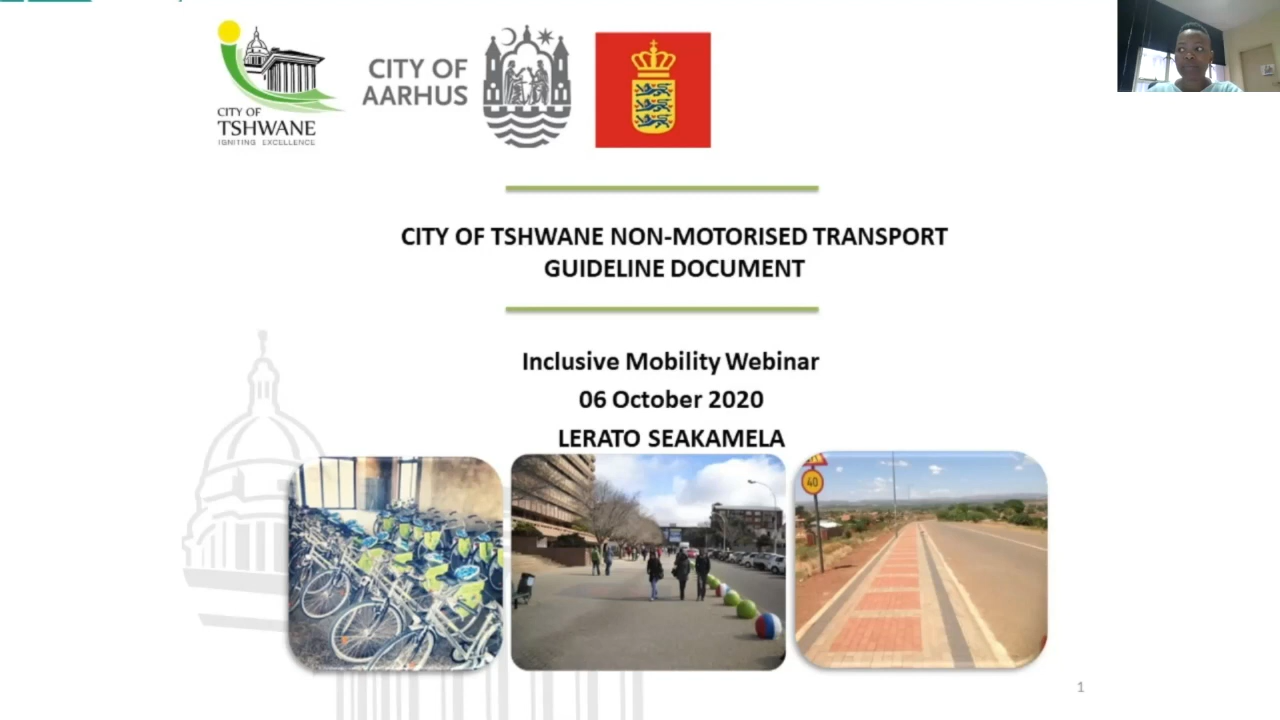 CITY OF
TSHWANE
IGNITING EXCELLENCE
CITY OF
AARHUS
CITY OF TSHWANE NON-MOTORISED TRANSPORT
GUIDELINE DOCUMENT
Inclusive Mobility Webinar
06 October 2020
LERATO SEAKAMELA
40
1